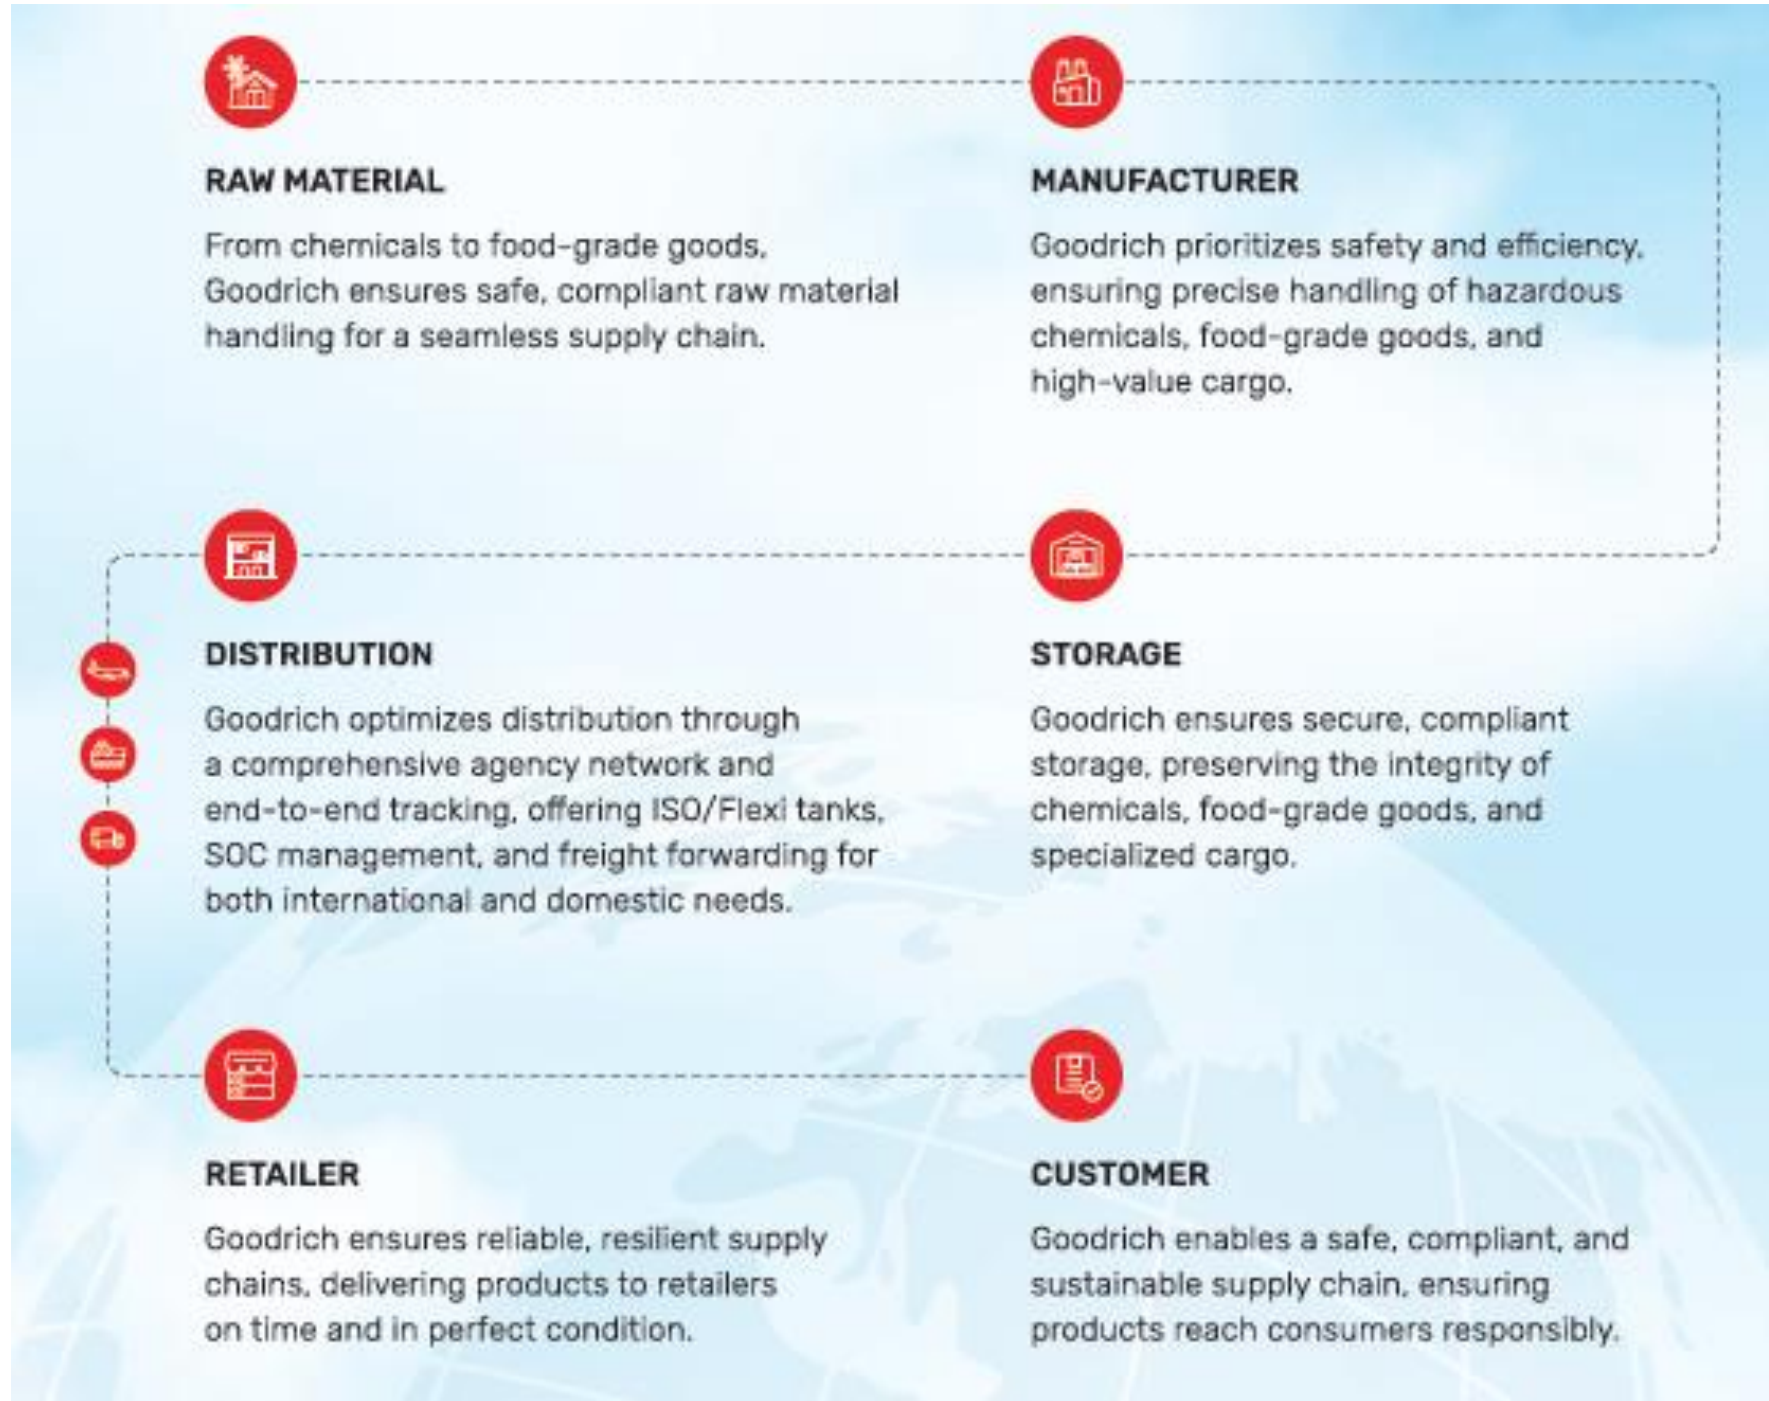 RAW MATERIAL
From chemicals to food-grade goods,
Goodrich ensures safe, compliant raw material
handling for a seamless supply chain.
MANUFACTURER
Goodrich prioritizes safety and efficiency,
ensuring precise handling of hazardous
chemicals, food-grade goods, and
high-value cargo.
STORAGE
Goodrich ensures secure, compliant
storage, preserving the integrity of
chemicals, food-grade goods, and
specialized cargo.
DISTRIBUTION
Goodrich optimizes distribution through
a comprehensive agency network and
end-to-end tracking, offering ISO/Flexi tanks,
SOC management, and freight forwarding for
both international and domestic needs.
RETAILER
Goodrich ensures reliable, resilient supply
chains, delivering products to retailers
on time and in perfect condition.
CUSTOMER
Goodrich enables a safe, compliant, and
sustainable supply chain, ensuring
products reach consumers responsibly.